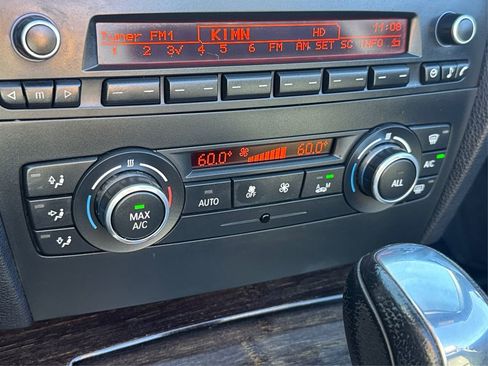 Tuner FM1 KIMN HD 11:08
1 2 3✓ 4 5 6 FM AM SET SC INFO
m
60.0° 60.0°
MAX A/C
AUTO
OFF
A M
ALL
A/C